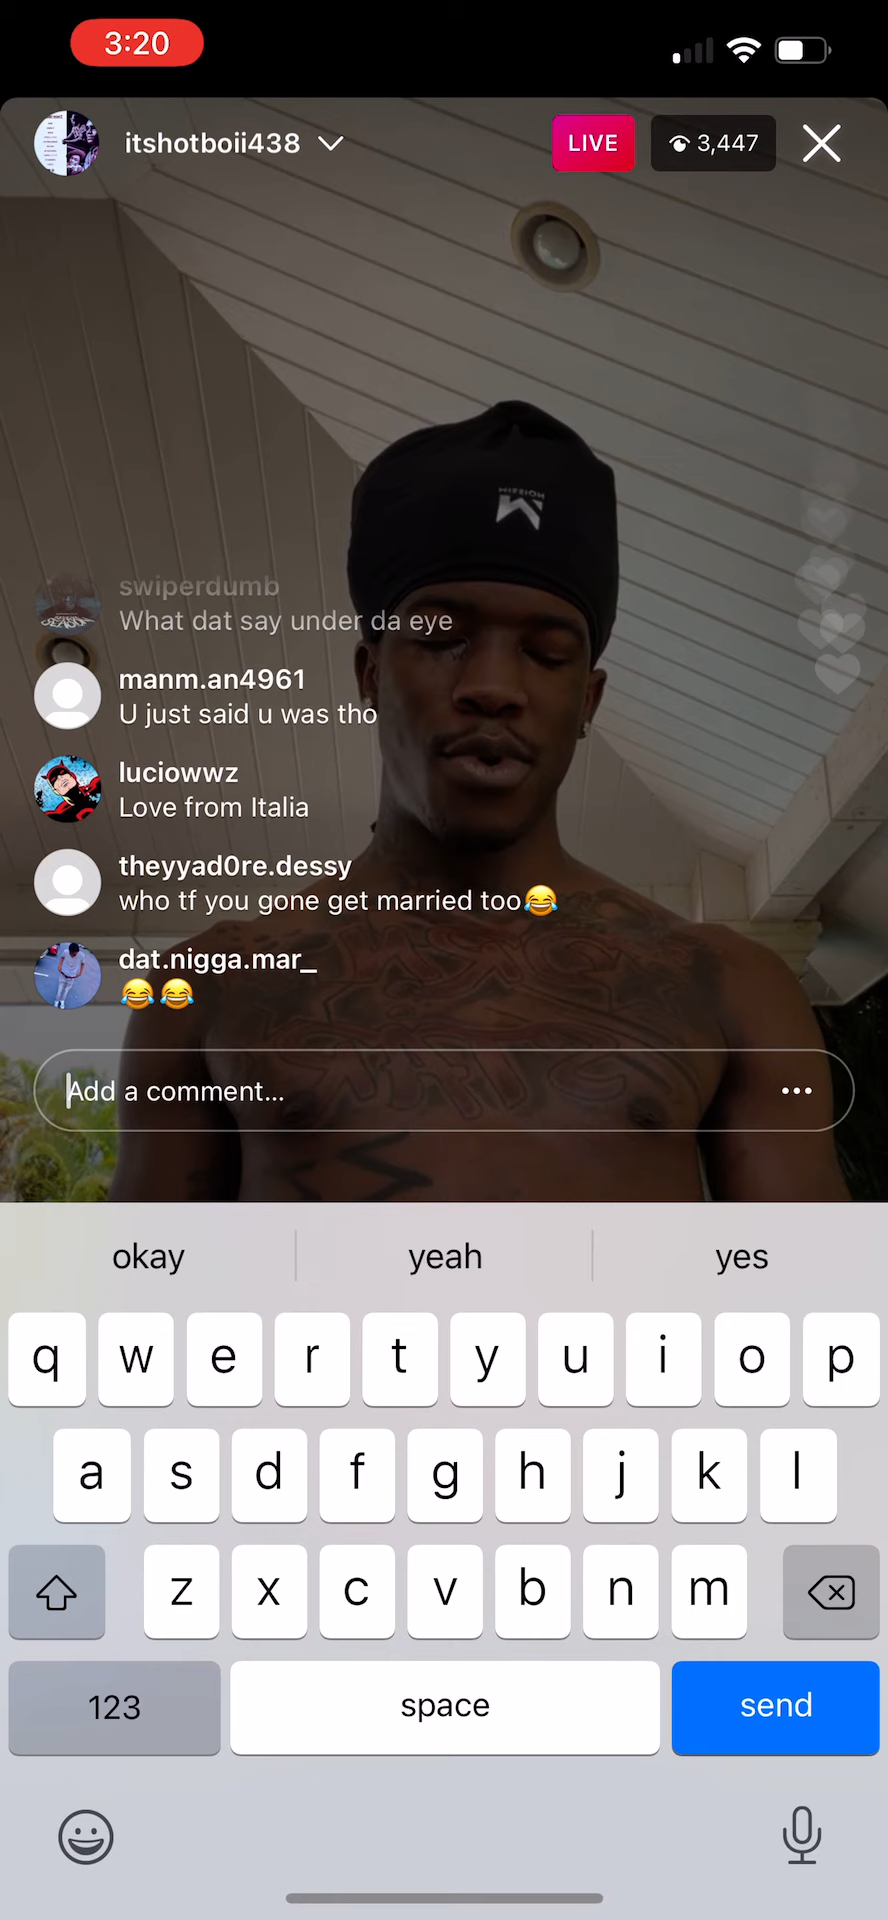 3:20
itshotboii438
LIVE
3,447
MISSION
swiperdumb
What dat say under da eye
manm.an4961
U just said u was tho
luciowwz
Love from Italia
theyyad0re.dessy
who tf you gone get married too😂
dat.nigga.mar_
😂😂
Add a comment...
okay yeah yes
q w e r t y u i o p
a s d f g h j k l
z x c v b n m
123 space send